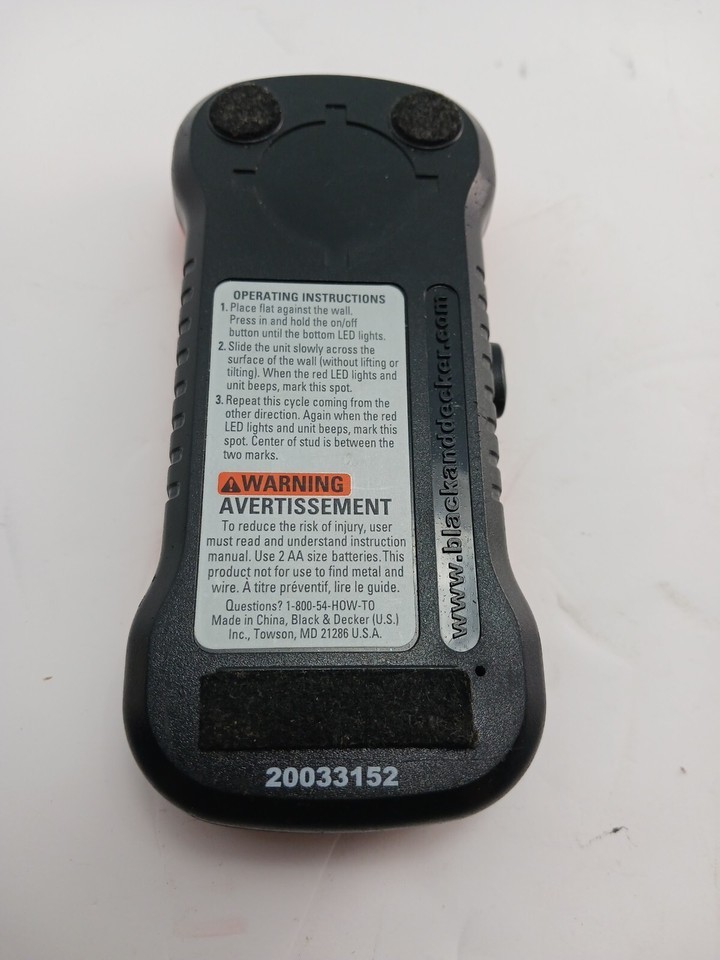 OPERATING INSTRUCTIONS
1. Place flat against the wall.
Press in and hold the on/off
button until the bottom LED lights.
2. Slide the unit slowly across the
surface of the wall (without lifting or
tilting). When the red LED lights and
unit beeps, mark this spot.
3. Repeat this cycle coming from the
other direction. Again when the red
LED lights and unit beeps, mark this
spot. Center of stud is between the
two marks.
WARNING
AVERTISSEMENT
To reduce the risk of injury, user
must read and understand instruction
manual. Use 2 AA size batteries. This
product not for use to find metal and
wire. À titre préventif, lire le guide.
Questions? 1-800-54-HOW-TO
Made in China, Black & Decker (U.S.)
Inc., Towson, MD 21286 U.S.A.
www.blackanddecker.com
20033152